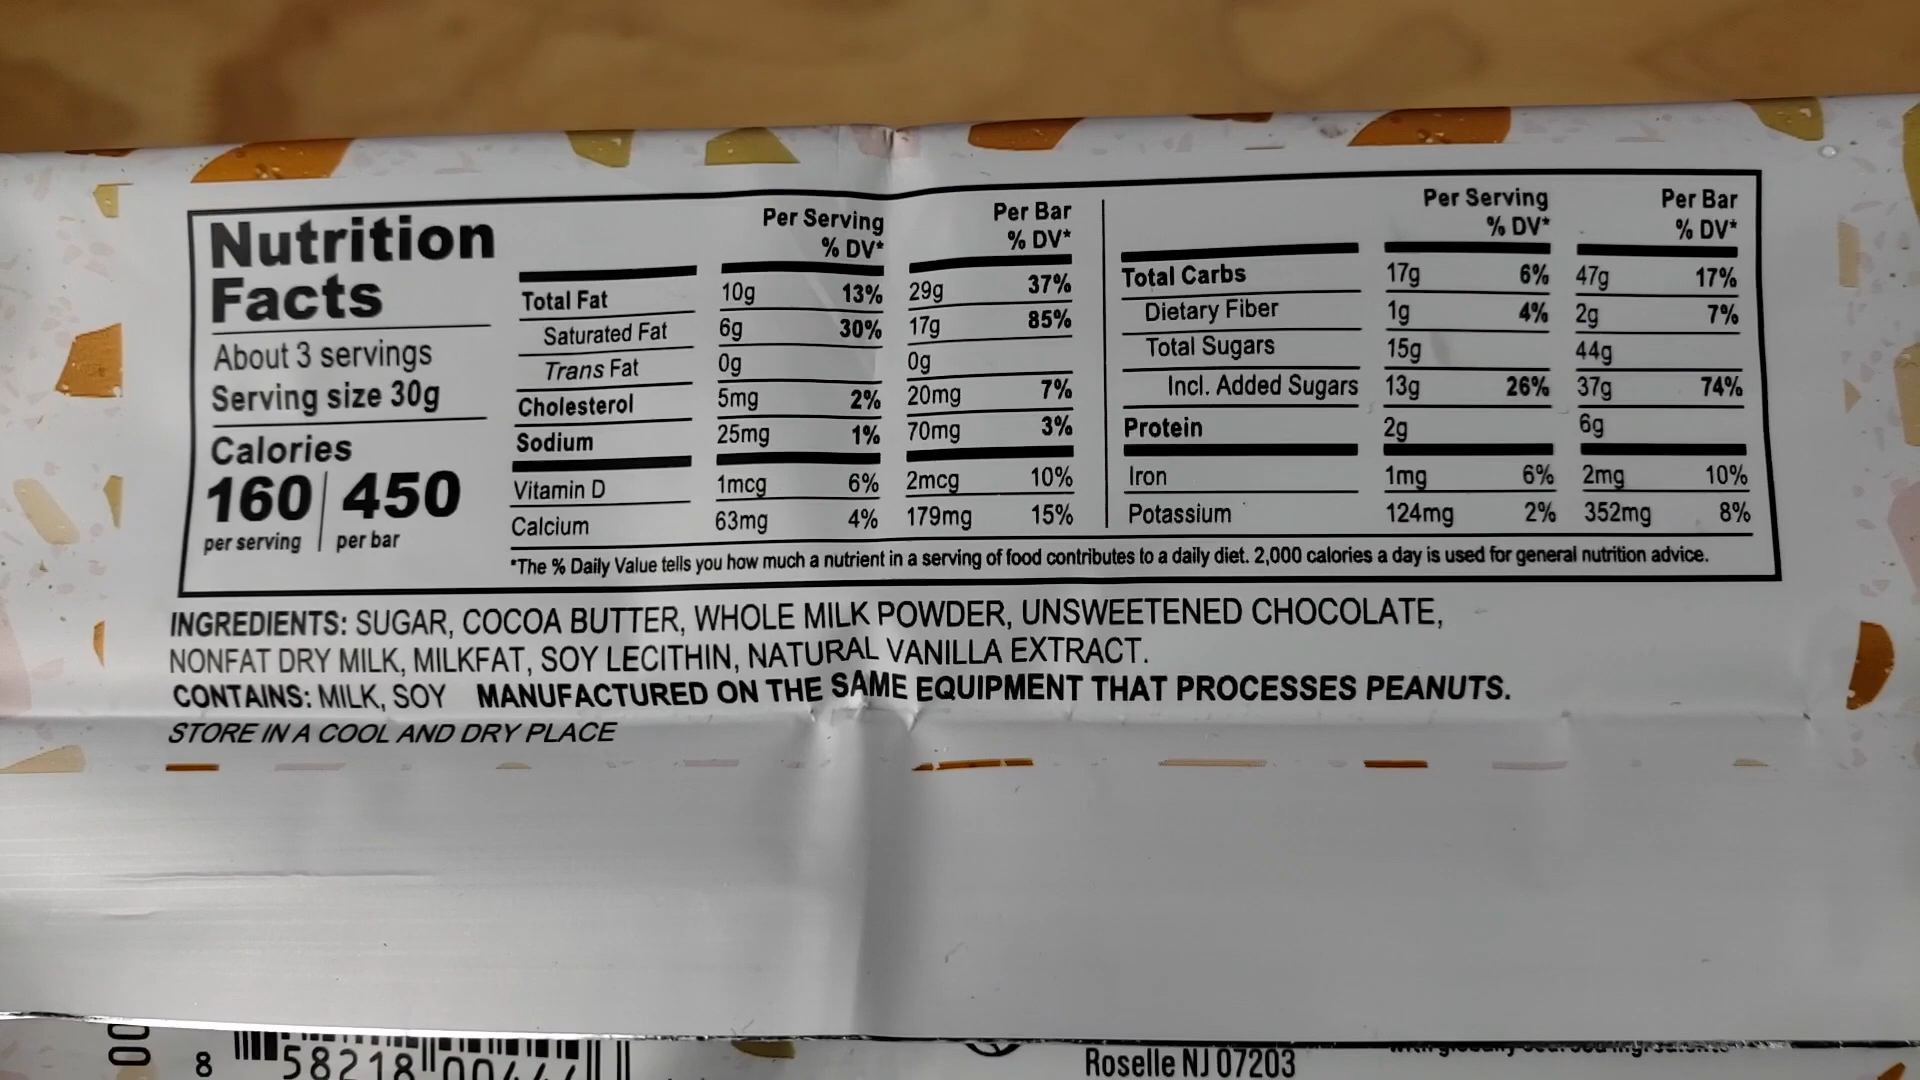 Nutrition
Facts
About 3 servings
Serving size 30g
Calories
160 450
per serving per bar
Per Serving Per Bar
% DV* % DV*
Total Fat 10g 13% 29g 37%
Saturated Fat 6g 30% 17g 85%
Trans Fat 0g 0g
Cholesterol 5mg 2% 20mg 7%
Sodium 25mg 1% 70mg 3%
Vitamin D 1mcg 6% 2mcg 10%
Calcium 63mg 4% 179mg 15%
Per Serving Per Bar
% DV* % DV*
Total Carbs 17g 6% 47g 17%
Dietary Fiber 1g 4% 2g 7%
Total Sugars 15g 44g
Incl. Added Sugars 13g 26% 37g 74%
Protein 2g 6g
Iron 1mg 6% 2mg 10%
Potassium 124mg 2% 352mg 8%
*The % Daily Value tells you how much a nutrient in a serving of food contributes to a daily diet. 2,000 calories a day is used for general nutrition advice.
INGREDIENTS: SUGAR, COCOA BUTTER, WHOLE MILK POWDER, UNSWEETENED CHOCOLATE,
NONFAT DRY MILK, MILKFAT, SOY LECITHIN, NATURAL VANILLA EXTRACT.
CONTAINS: MILK, SOY MANUFACTURED ON THE SAME EQUIPMENT THAT PROCESSES PEANUTS.
STORE IN A COOL AND DRY PLACE
00
8 58218
Roselle NJ 07203